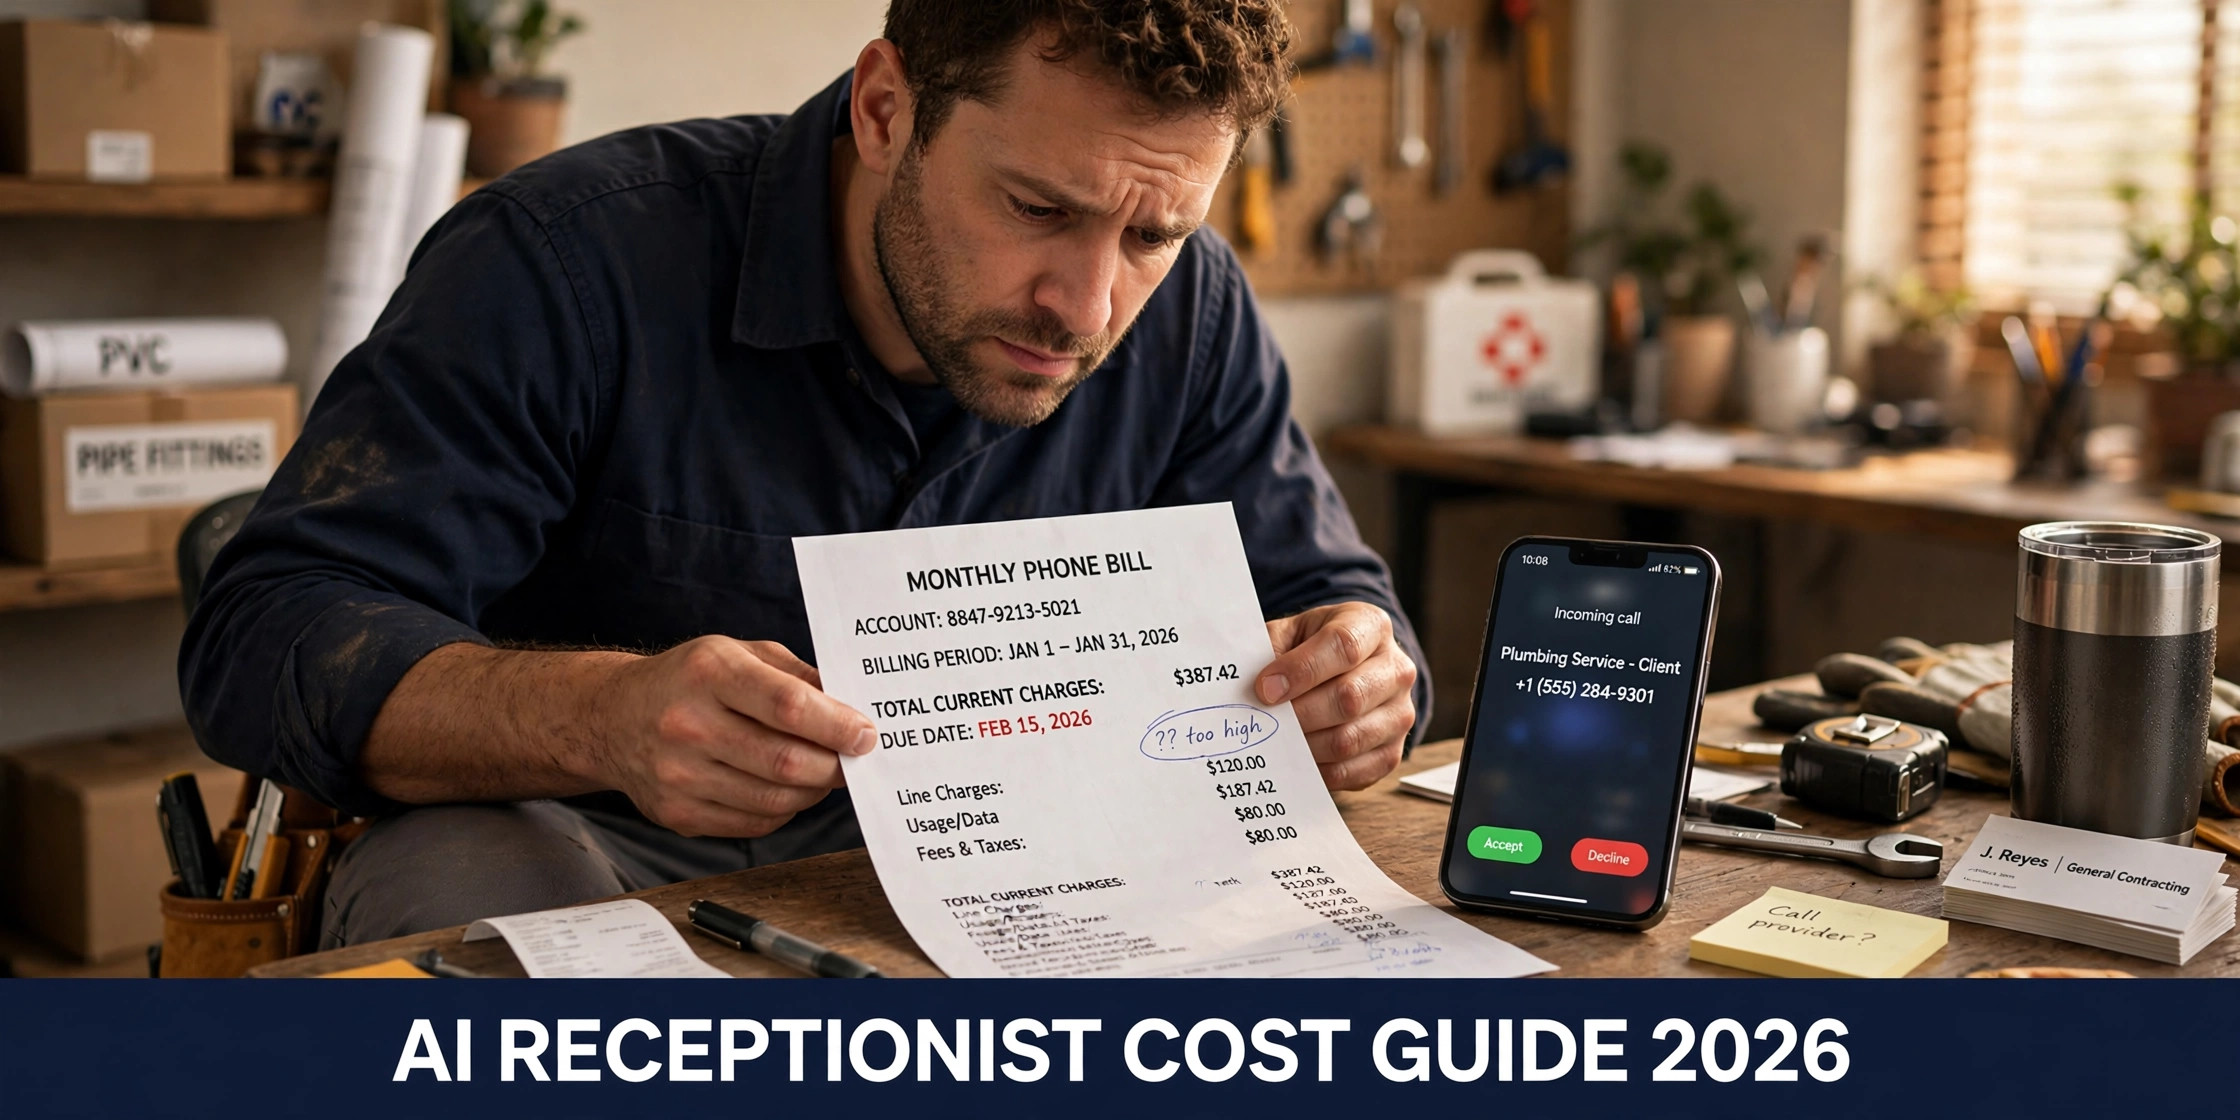 PVC
PIPE FITTINGS
MONTHLY PHONE BILL
ACCOUNT: 8847-9213-5021
BILLING PERIOD: JAN 1 – JAN 31, 2026
TOTAL CURRENT CHARGES: $387.42
DUE DATE: FEB 15, 2026
?? too high
$120.00
Line Charges: $187.42
Usage/Data $80.00
Fees & Taxes: $80.00
TOTAL CURRENT CHARGES: $387.42
$120.00
10:08
82%
Incoming call
Plumbing Service - Client
+1 (555) 284-9301
Accept
Decline
J. Reyes | General Contracting
Call
provider?
AI RECEPTIONIST COST GUIDE 2026